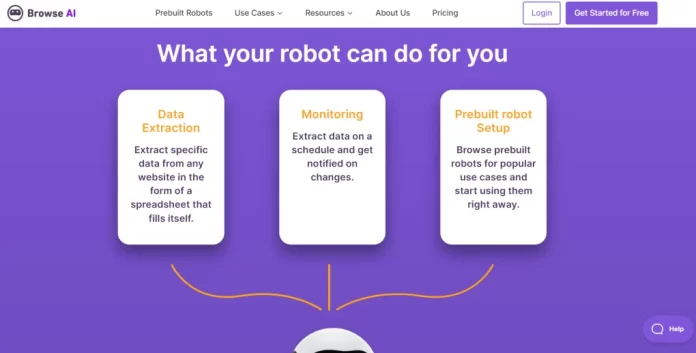 Browse AI
Prebuilt Robots
Use Cases
Resources
About Us
Pricing
Login
Get Started for Free
What your robot can do for you
Data
Extraction
Extract specific
data from any
website in the
form of a
spreadsheet that
fills itself.
Monitoring
Extract data on a
schedule and get
notified on
changes.
Prebuilt robot
Setup
Browse prebuilt
robots for popular
use cases and
start using them
right away.
Help